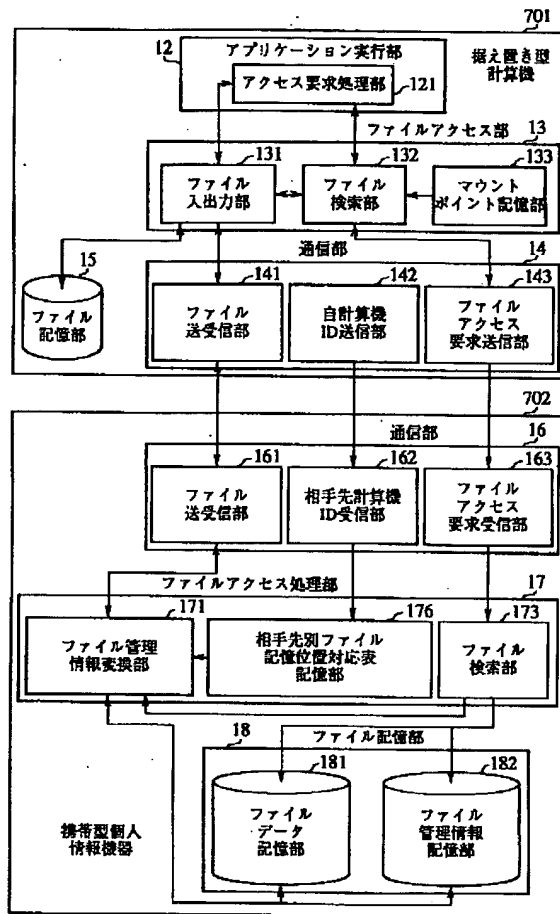 701
12
アプリケーション実行部
据え置き型
計算機
アクセス要求処理部
121
ファイルアクセス部
13
131
132
133
ファイル
入出力部
ファイル
検索部
マウント
ポイント記憶部
通信部
14
15
141
142
143
ファイル
記憶部
ファイル
送受信部
自計算機
ID送信部
ファイル
アクセス
要求送信部
702
通信部
16
161
162
163
ファイル
送受信部
相手先計算機
ID受信部
ファイル
アクセス
要求受信部
ファイルアクセス処理部
17
171
176
173
ファイル管理
情報変換部
相手先別ファイル
記憶位置対応表
記憶部
ファイル
検索部
18
ファイル記憶部
181
182
ファイル
データ
記憶部
ファイル
管理情報
記憶部
携帯型個人
情報機器